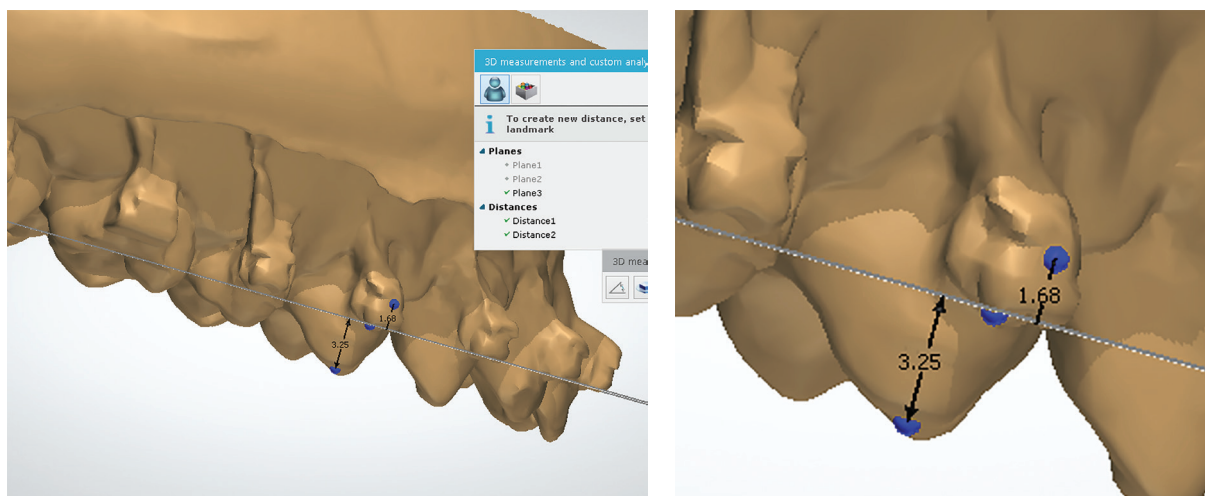 3D measurements and custom analy
To create new distance, set
landmark
Planes
Plane1
Plane2
Plane3
Distances
Distance1
Distance2
3D mea
1.68
3.25
1.68
3.25